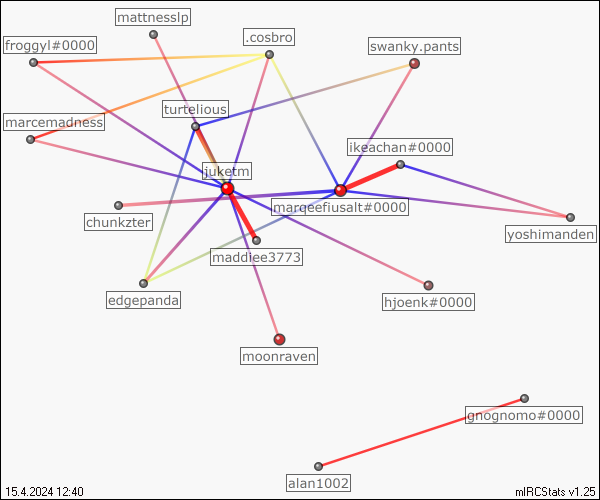 mattnesslp
.cosbro
froggyl#0000
swanky.pants
turtelious
marcemadness
ikeachan#0000
juketm
marqeefiusalt#0000
chunkzter
yoshimanden
maddiee3773
edgepanda
hjoenk#0000
moonraven
gnognomo#0000
alan1002
15.4.2024 12:40
mIRCStats v1.25